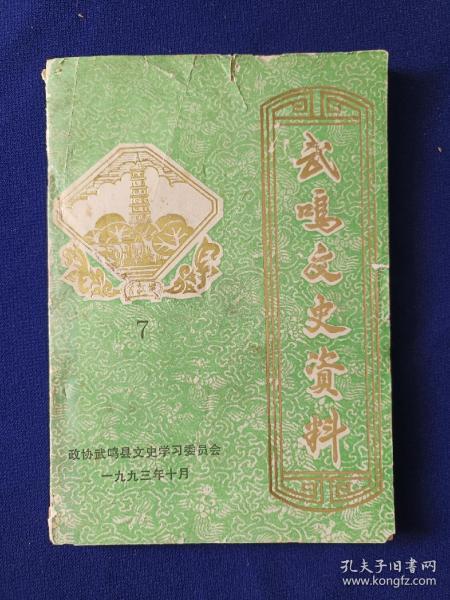 武鸣文史资料
7
政协武鸣县文史学习委员会
一九九三年十月
孔夫子旧书网
www.kongfz.com